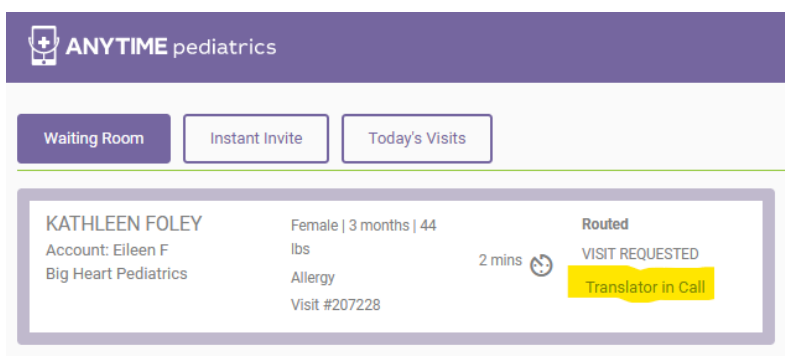 ANYTIME pediatrics
Waiting Room
Instant Invite
Today's Visits
KATHLEEN FOLEY
Account: Eileen F
Big Heart Pediatrics
Female | 3 months | 44
lbs
Allergy
Visit #207228
2 mins
Routed
VISIT REQUESTED
Translator in Call